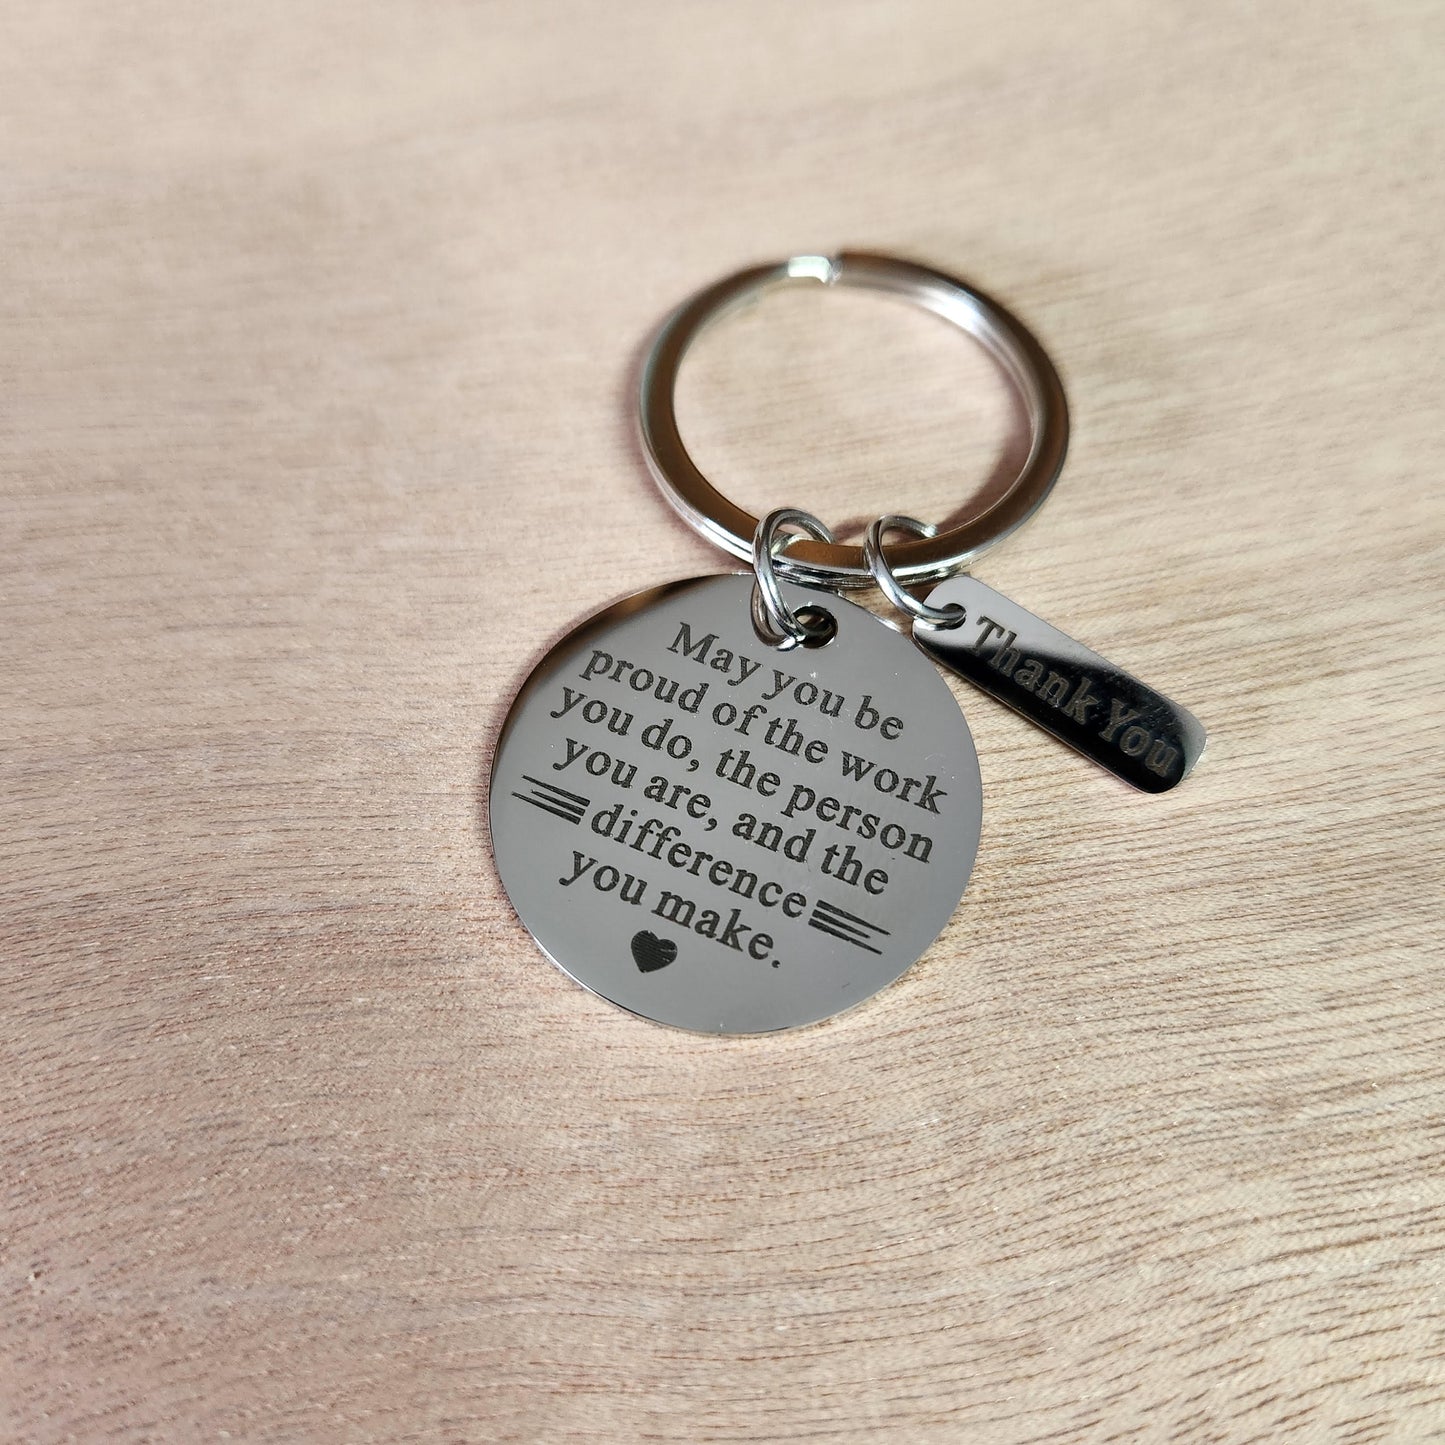 May you be
proud of the work
you do, the person
you are, and the
difference
you make.
Thank You